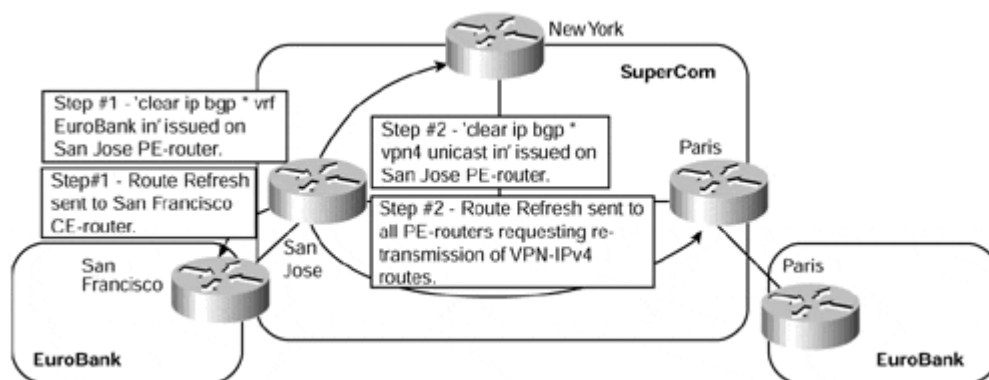 New York
SuperCom
Step #1 - 'clear ip bgp * vrf
EuroBank in' issued on
San Jose PE-router.
Step #2 - 'clear ip bgp *
vpn4 unicast in' issued on
San Jose PE-router.
Paris
Step#1 - Route Refresh
sent to San Francisco
CE-router.
Step #2 - Route Refresh sent to
all PE-routers requesting re-
transmission of VPN-IPv4
routes.
San
Jose
San
Francisco
Paris
EuroBank
EuroBank